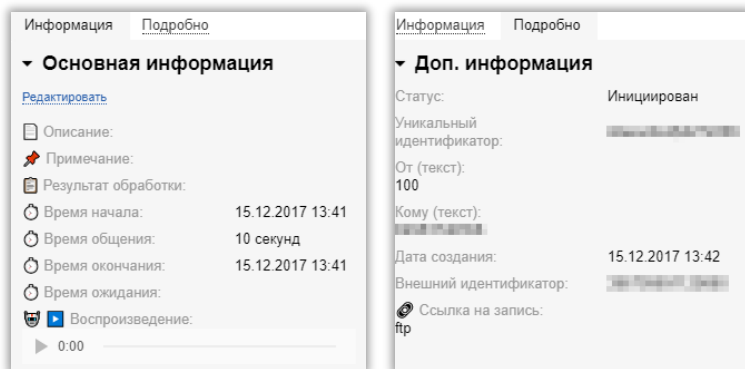 Информация Подробно
Основная информация
Редактировать
Описание:
Примечание:
Результат обработки:
Время начала: 15.12.2017 13:41
Время общения: 10 секунд
Время окончания: 15.12.2017 13:41
Время ожидания:
Воспроизведение:
0:00
Информация Подробно
Доп. информация
Статус: Инициирован
Уникальный
идентификатор:
От (текст):
100
Кому (текст):
Дата создания: 15.12.2017 13:42
Внешний идентификатор:
Ссылка на запись:
ftp